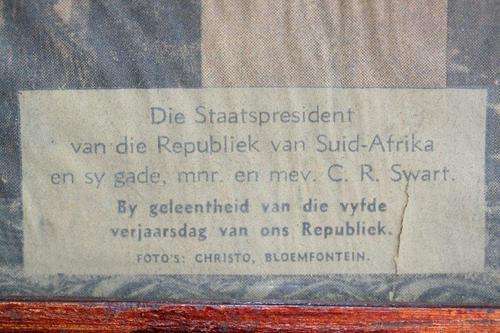 Die Staatspresident
van die Republiek van Suid-Afrika
en sy gade, mnr. en mev. C. R. Swart.
By geleentheid van die vyfde
verjaarsdag van ons Republiek.
FOTO'S: CHRISTO, BLOEMFONTEIN.